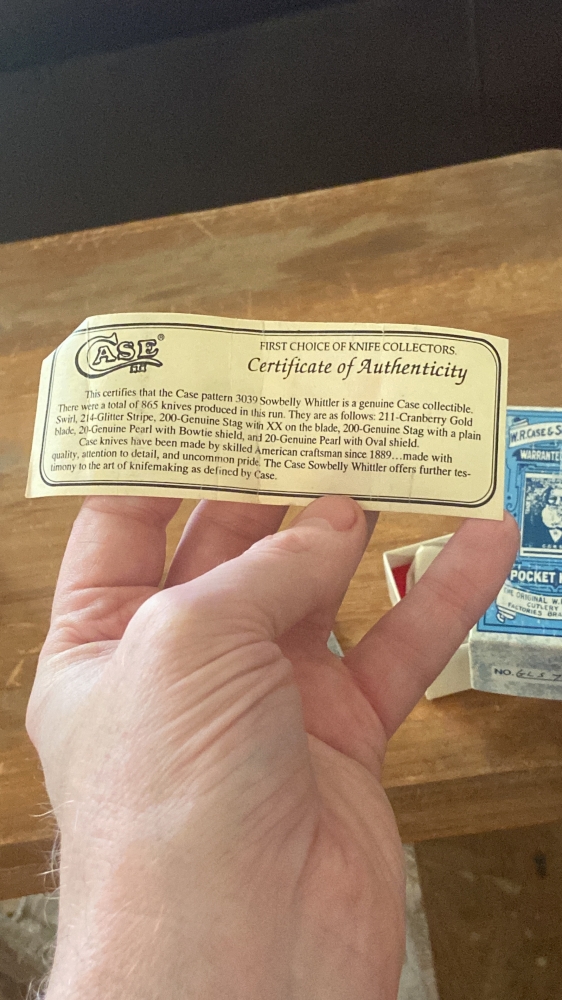 CASE®
XX
FIRST CHOICE OF KNIFE COLLECTORS.
Certificate of Authenticity
This certifies that the Case pattern 3039 Sowbelly Whittler is a genuine Case collectible.
There were a total of 865 knives produced in this run. They are as follows: 211-Cranberry Gold
Swirl, 214-Glitter Stripe, 200-Genuine Stag with XX on the blade, 200-Genuine Stag with a plain
blade, 20-Genuine Pearl with Bowtie shield, and 20-Genuine Pearl with Oval shield.
Case knives have been made by skilled American craftsman since 1889...made with
quality, attention to detail, and uncommon pride. The Case Sowbelly Whittler offers further tes-
timony to the art of knifemaking as defined by Case.
W.R. CASE & S
WARRANTE
POCKET
THE ORIGINAL W.
CUTLERY
FACTORIES BRA
NO.